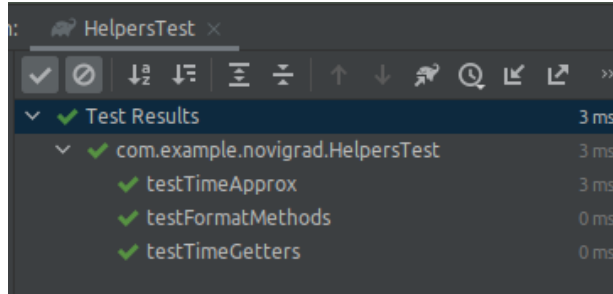 : HelpersTest
Test Results 3 ms
com.example.novigrad.HelpersTest 3 ms
testTimeApprox 3 ms
testFormatMethods 0 ms
testTimeGetters 0 ms